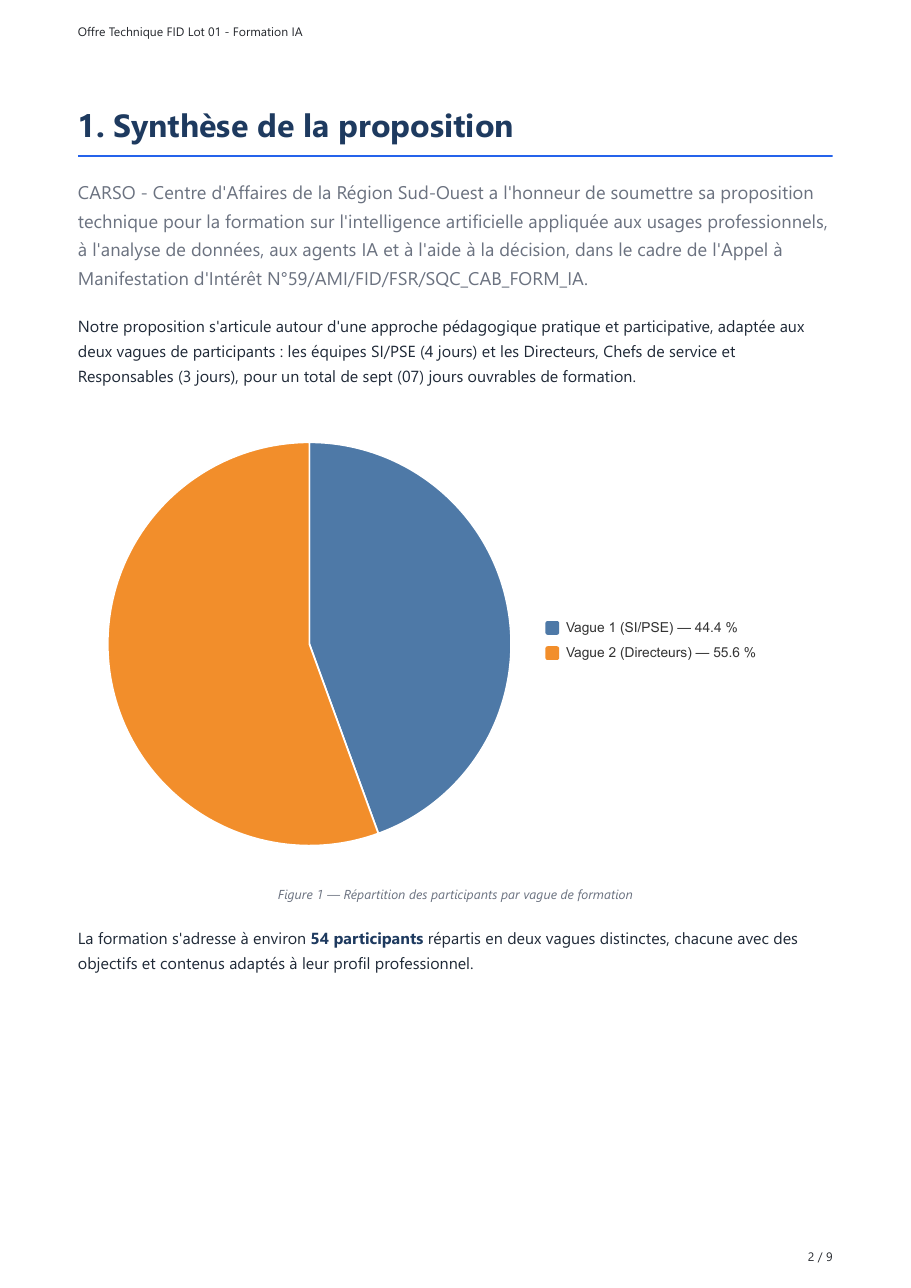 Offre Technique FID Lot 01 - Formation IA
1. Synthèse de la proposition
CARSO - Centre d'Affaires de la Région Sud-Ouest a l'honneur de soumettre sa proposition
technique pour la formation sur l'intelligence artificielle appliquée aux usages professionnels,
à l'analyse de données, aux agents IA et à l'aide à la décision, dans le cadre de l'Appel à
Manifestation d'Intérêt N°59/AMI/FID/FSR/SQC_CAB_FORM_IA.
Notre proposition s'articule autour d'une approche pédagogique pratique et participative, adaptée aux
deux vagues de participants : les équipes SI/PSE (4 jours) et les Directeurs, Chefs de service et
Responsables (3 jours), pour un total de sept (07) jours ouvrables de formation.
Vague 1 (SI/PSE) — 44.4 %
Vague 2 (Directeurs) — 55.6 %
Figure 1 — Répartition des participants par vague de formation
La formation s'adresse à environ 54 participants répartis en deux vagues distinctes, chacune avec des
objectifs et contenus adaptés à leur profil professionnel.
2 / 9